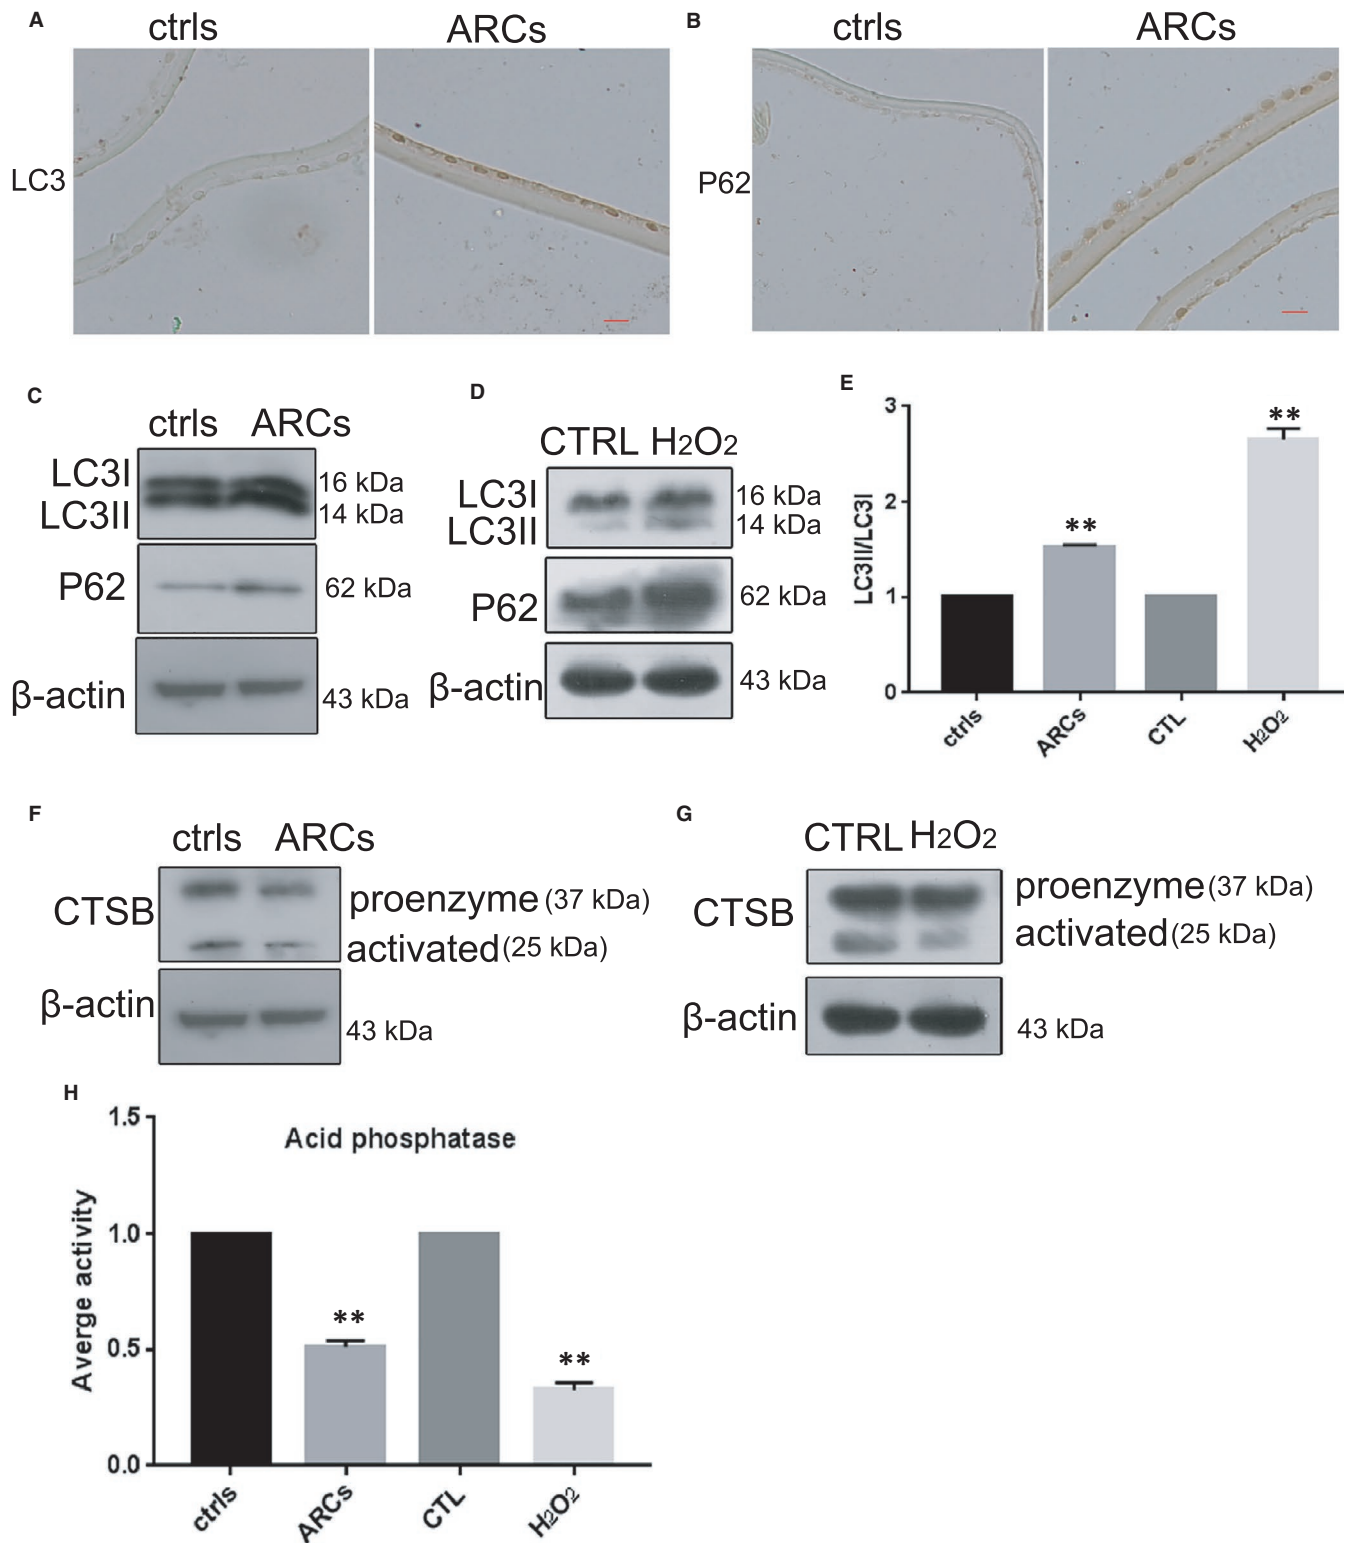 A
ctrls ARCs
LC3
B
ctrls ARCs
P62
C
ctrls ARCs
LC3I 16 kDa
LC3II 14 kDa
P62 62 kDa
β-actin 43 kDa
D
CTRL H2O2
LC3I 16 kDa
LC3II 14 kDa
P62 62 kDa
β-actin 43 kDa
E
3
2
1
0
LC3II/LC3I
**
**
ctrls ARCs CTL H2O2
F
ctrls ARCs
CTSB
proenzyme (37 kDa)
activated (25 kDa)
β-actin
43 kDa
G
CTRL H2O2
CTSB
proenzyme (37 kDa)
activated (25 kDa)
β-actin 43 kDa
H
Acid phosphatase
1.5
1.0
0.5
0.0
Averge activity
**
**
ctrls ARCs CTL H2O2